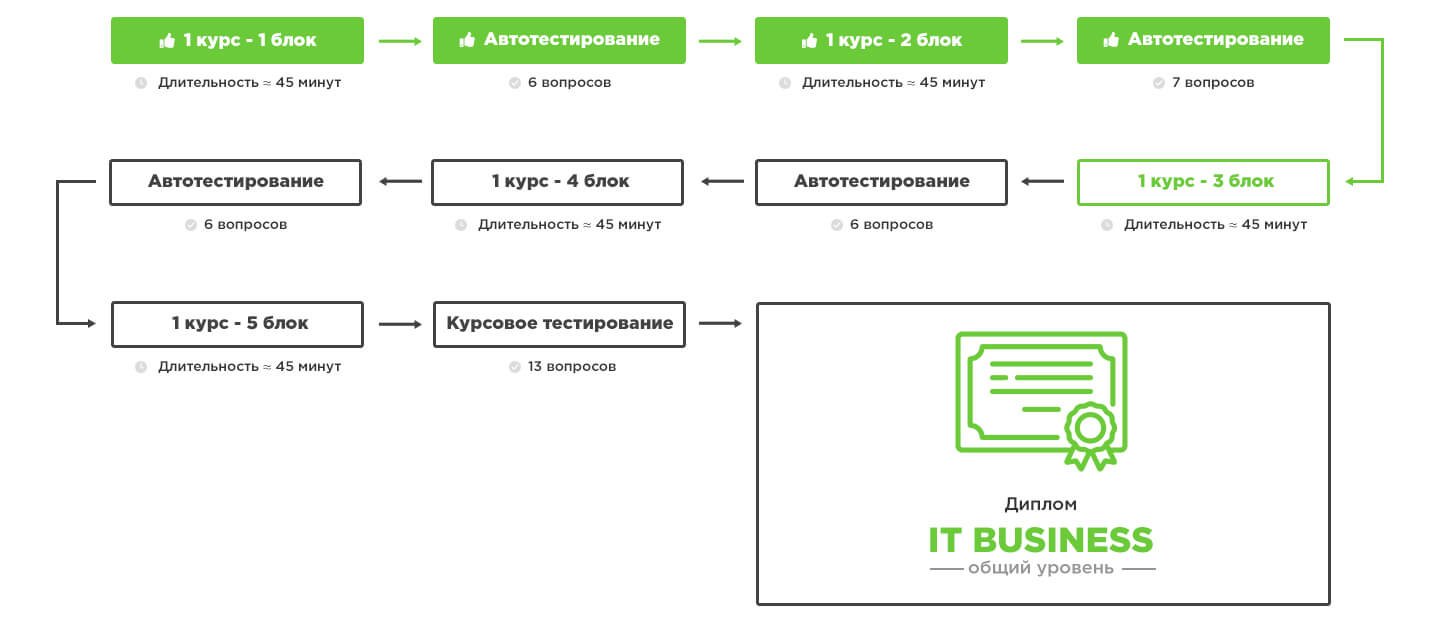 1 курс - 1 блок
Длительность ≈ 45 минут
Автотестирование
6 вопросов
1 курс - 2 блок
Длительность ≈ 45 минут
Автотестирование
7 вопросов
1 курс - 3 блок
Длительность ≈ 45 минут
Автотестирование
6 вопросов
1 курс - 4 блок
Длительность ≈ 45 минут
Автотестирование
6 вопросов
1 курс - 5 блок
Длительность ≈ 45 минут
Курсовое тестирование
13 вопросов
Диплом
IT BUSINESS
общий уровень